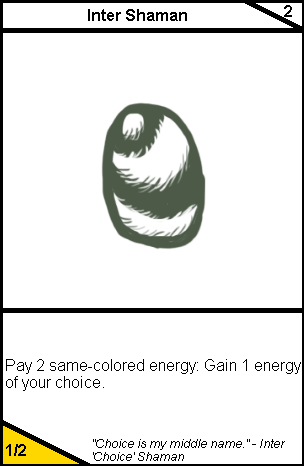 Inter Shaman
2
Pay 2 same-colored energy: Gain 1 energy
of your choice.
1/2
"Choice is my middle name." - Inter
'Choice' Shaman